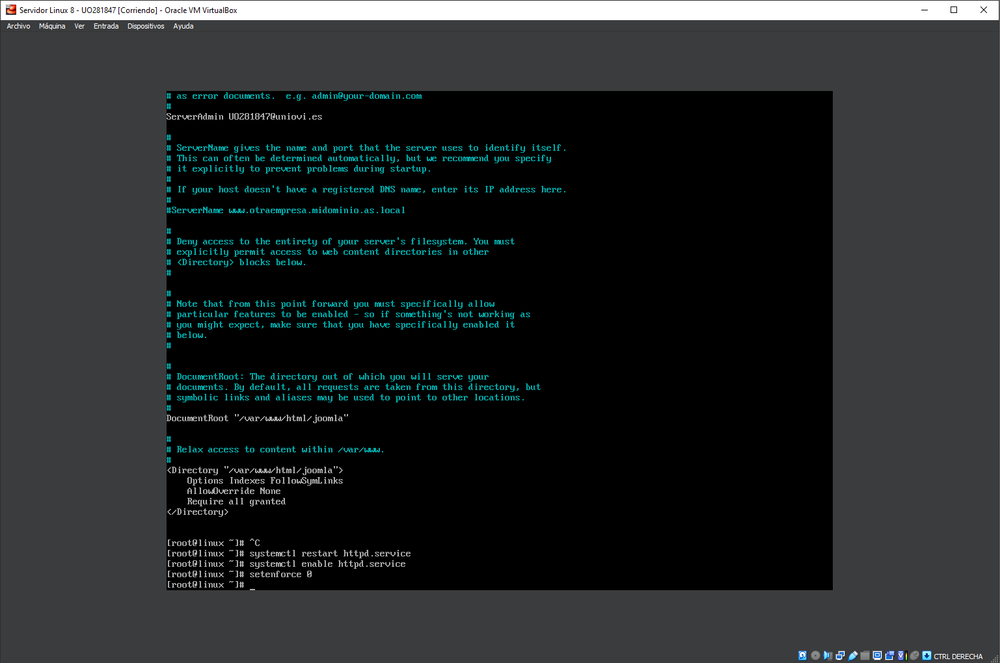 Servidor Linux 8 - UO281847 [Corriendo] - Oracle VM VirtualBox
Archivo Máquina Ver Entrada Dispositivos Ayuda
# as error documents.  e.g. admin@your-domain.com
#
ServerAdmin UO281847@uniovi.es
#
# ServerName gives the name and port that the server uses to identify itself.
# This can often be determined automatically, but we recommend you specify
# it explicitly to prevent problems during startup.
#
# If your host doesn't have a registered DNS name, enter its IP address here.
#
#ServerName www.otraempresa.midominio.as.local
#
# Deny access to the entirety of your server's filesystem. You must
# explicitly permit access to web content directories in other
# <Directory> blocks below.
#
#
# Note that from this point forward you must specifically allow
# particular features to be enabled - so if something's not working as
# you might expect, make sure that you have specifically enabled it
# below.
#
#
# DocumentRoot: The directory out of which you will serve your
# documents. By default, all requests are taken from this directory, but
# symbolic links and aliases may be used to point to other locations.
#
DocumentRoot "/var/www/html/joomla"
#
# Relax access to content within /var/www.
#
<Directory "/var/www/html/joomla">
    Options Indexes FollowSymLinks
    AllowOverride None
    Require all granted
</Directory>
[root@linux ~]# ^C
[root@linux ~]# systemctl restart httpd.service
[root@linux ~]# systemctl enable httpd.service
[root@linux ~]# setenforce 0
[root@linux ~]# _
CTRL DERECHA